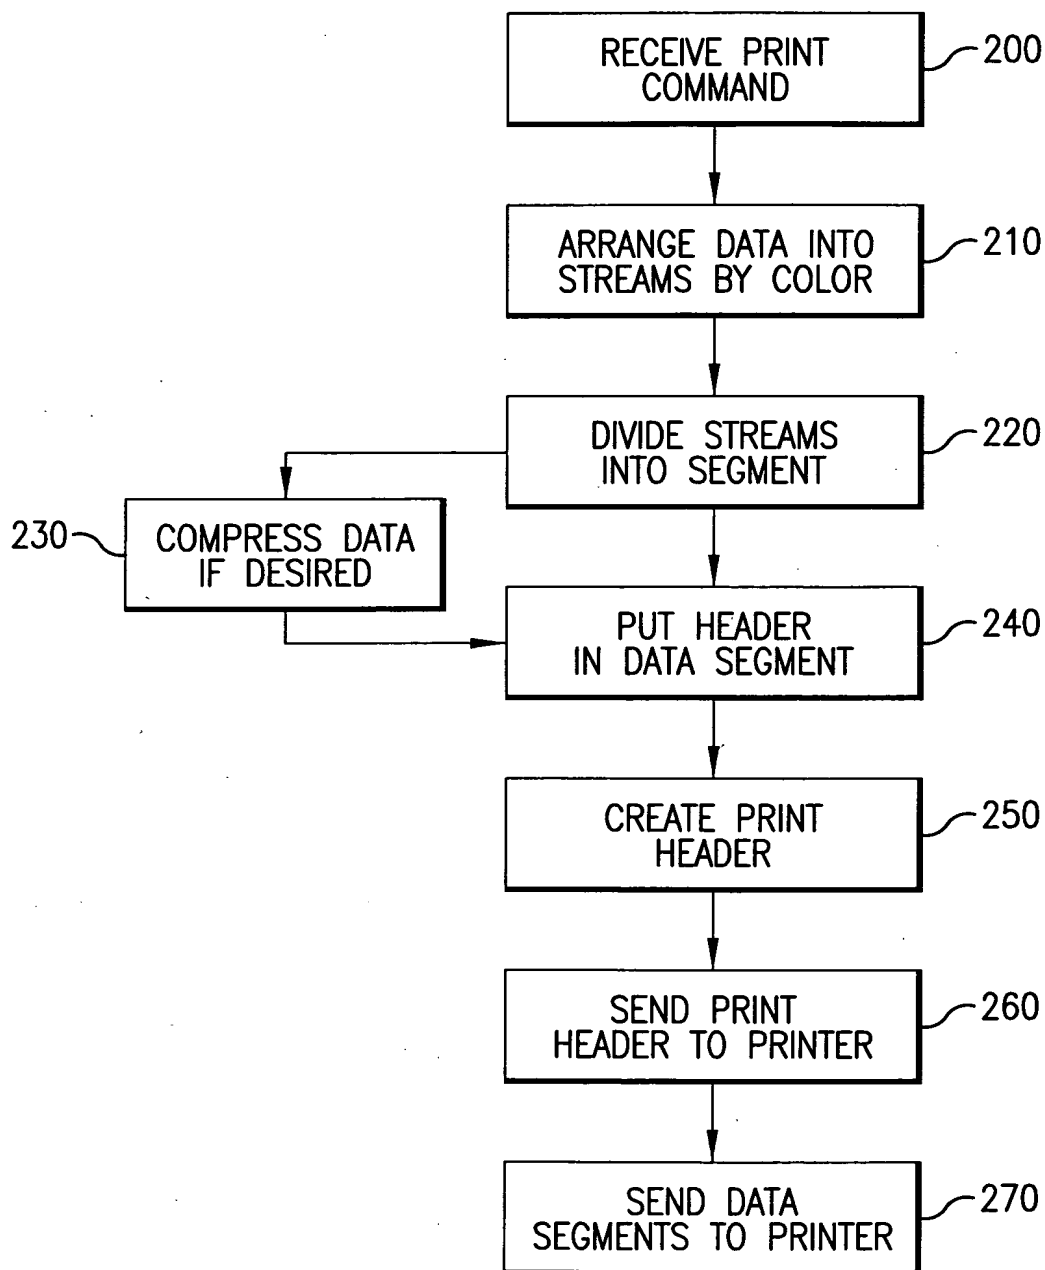 RECEIVE PRINT
COMMAND
200
ARRANGE DATA INTO
STREAMS BY COLOR
210
DIVIDE STREAMS
INTO SEGMENT
220
230
COMPRESS DATA
IF DESIRED
PUT HEADER
IN DATA SEGMENT
240
CREATE PRINT
HEADER
250
SEND PRINT
HEADER TO PRINTER
260
SEND DATA
SEGMENTS TO PRINTER
270